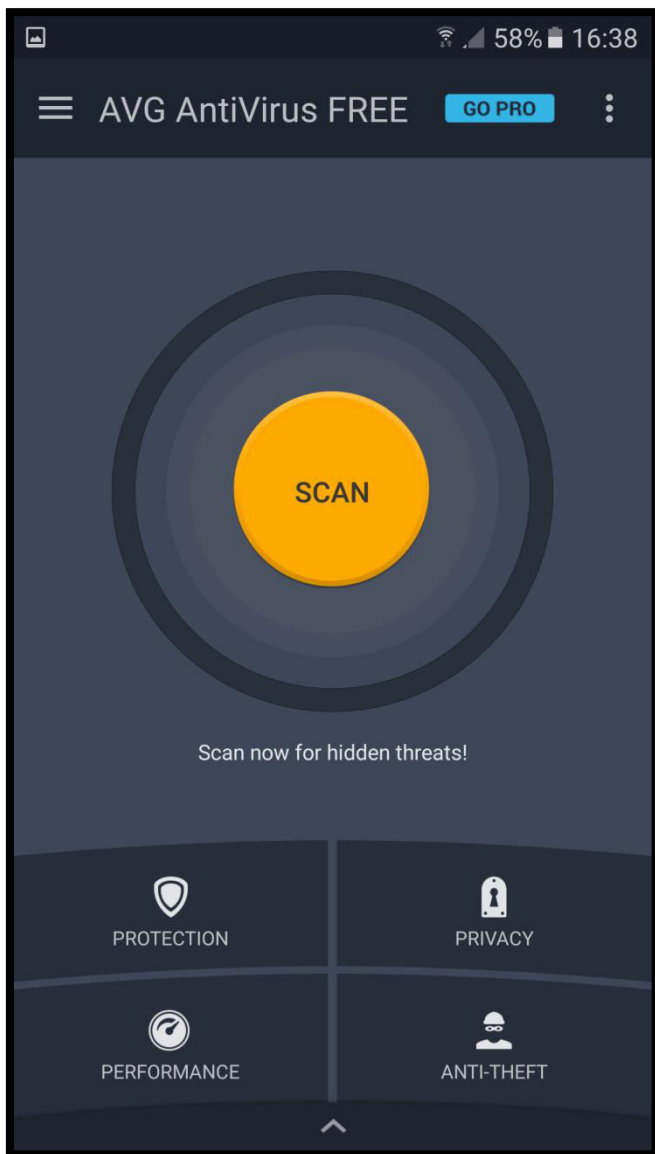 58% 16:38
AVG AntiVirus FREE GO PRO
SCAN
Scan now for hidden threats!
PROTECTION PRIVACY
PERFORMANCE ANTI-THEFT